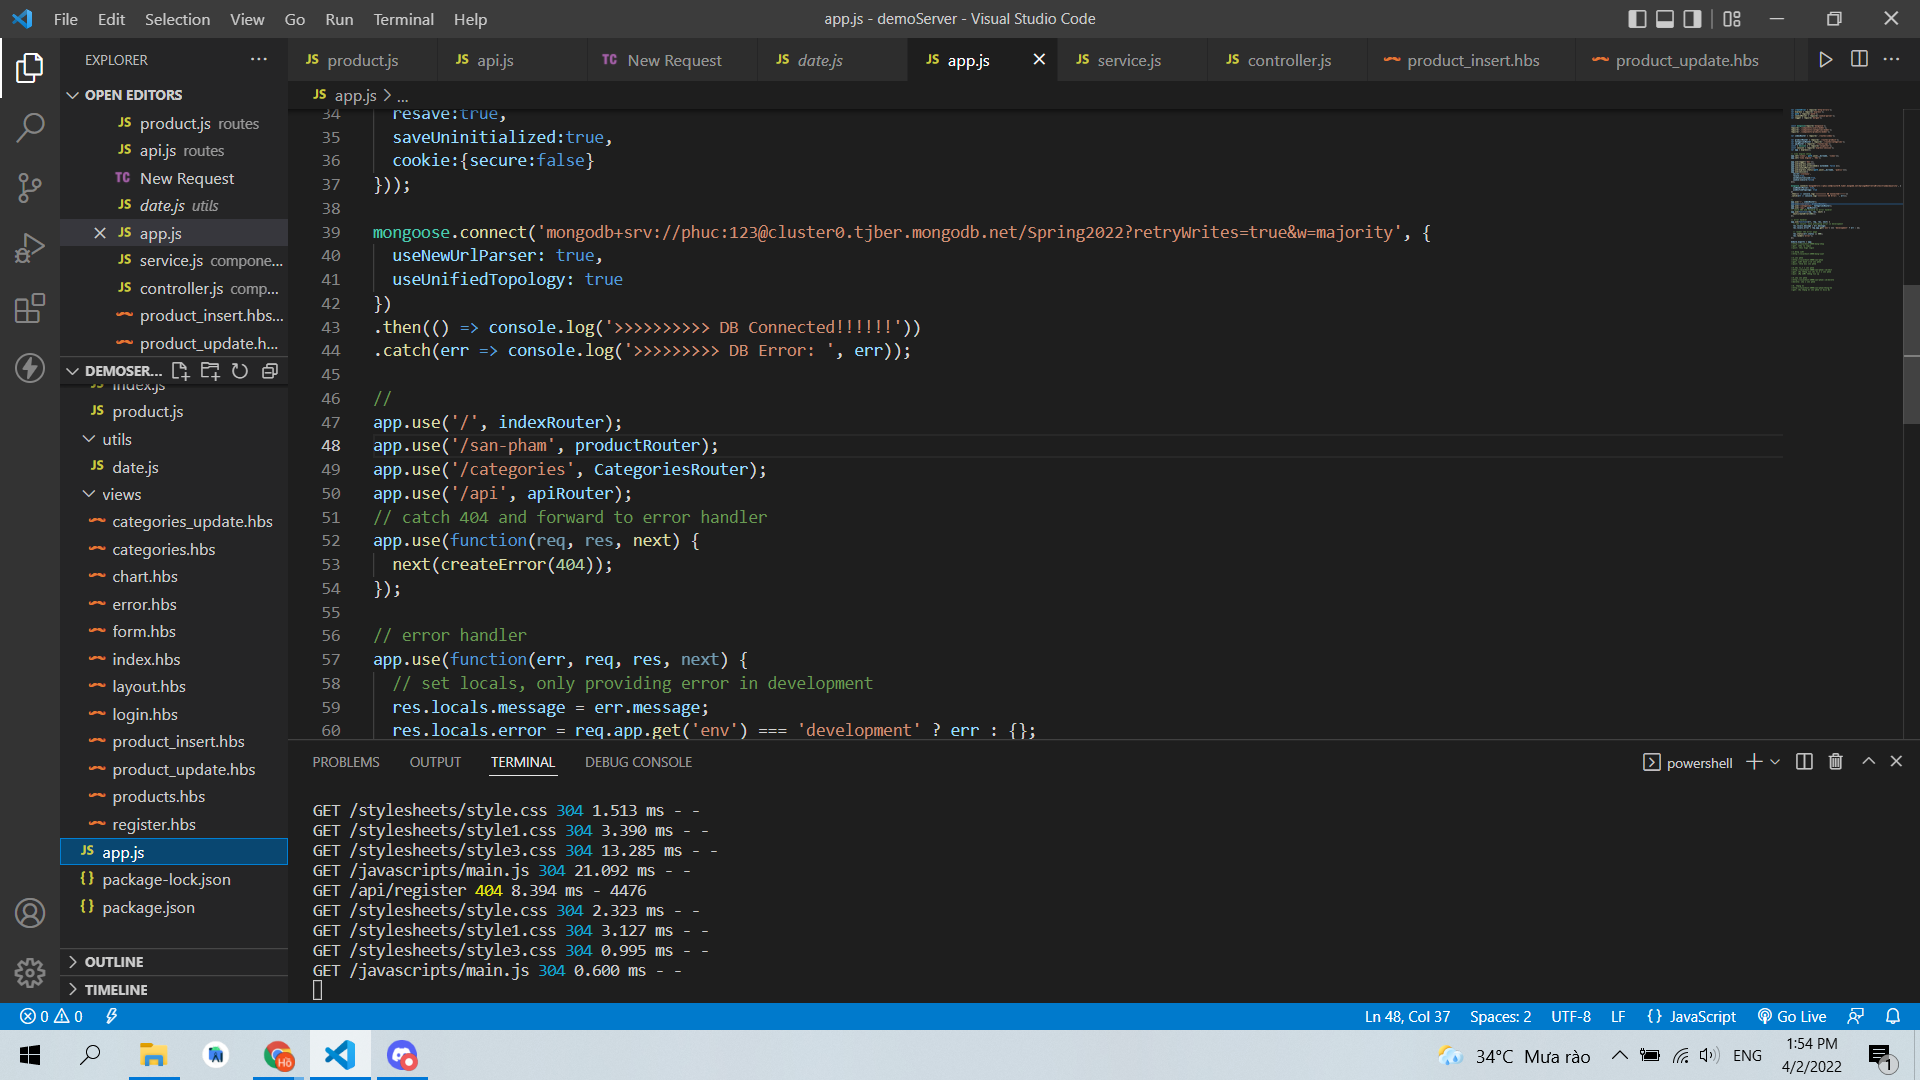 File Edit Selection View Go Run Terminal Help
app.js - demoServer - Visual Studio Code
EXPLORER
OPEN EDITORS
JS product.js routes
JS api.js routes
TC New Request
JS date.js utils
JS app.js
JS service.js compone...
JS controller.js comp...
product_insert.hbs...
product_update.h...
DEMOSER...
JS index.js
JS product.js
utils
JS date.js
views
categories_update.hbs
categories.hbs
chart.hbs
error.hbs
form.hbs
index.hbs
layout.hbs
login.hbs
product_insert.hbs
product_update.hbs
products.hbs
register.hbs
JS app.js
{} package-lock.json
{} package.json
OUTLINE
TIMELINE
JS product.js JS api.js TC New Request JS date.js JS app.js JS service.js JS controller.js product_insert.hbs product_update.hbs
JS app.js > ...
34 resave:true,
35 saveUninitialized:true,
36 cookie:{secure:false}
37 }));
38
39 mongoose.connect('mongodb+srv://phuc:123@cluster0.tjber.mongodb.net/Spring2022?retryWrites=true&w=majority', {
40 useNewUrlParser: true,
41 useUnifiedTopology: true
42 })
43 .then(() => console.log('>>>>>>>>>> DB Connected!!!!!!'))
44 .catch(err => console.log('>>>>>>>>> DB Error: ', err));
45
46 //
47 app.use('/', indexRouter);
48 app.use('/san-pham', productRouter);
49 app.use('/categories', CategoriesRouter);
50 app.use('/api', apiRouter);
51 // catch 404 and forward to error handler
52 app.use(function(req, res, next) {
53 next(createError(404));
54 });
55
56 // error handler
57 app.use(function(err, req, res, next) {
58 // set locals, only providing error in development
59 res.locals.message = err.message;
60 res.locals.error = req.app.get('env') === 'development' ? err : {};
PROBLEMS OUTPUT TERMINAL DEBUG CONSOLE
powershell
GET /stylesheets/style.css 304 1.513 ms - -
GET /stylesheets/style1.css 304 3.390 ms - -
GET /stylesheets/style3.css 304 13.285 ms - -
GET /javascripts/main.js 304 21.092 ms - -
GET /api/register 404 8.394 ms - 4476
GET /stylesheets/style.css 304 2.323 ms - -
GET /stylesheets/style1.css 304 3.127 ms - -
GET /stylesheets/style3.css 304 0.995 ms - -
GET /javascripts/main.js 304 0.600 ms - -
0 0
Ln 48, Col 37 Spaces: 2 UTF-8 LF {} JavaScript Go Live
Hồ
34°C Mưa rào
ENG
1:54 PM
4/2/2022
1